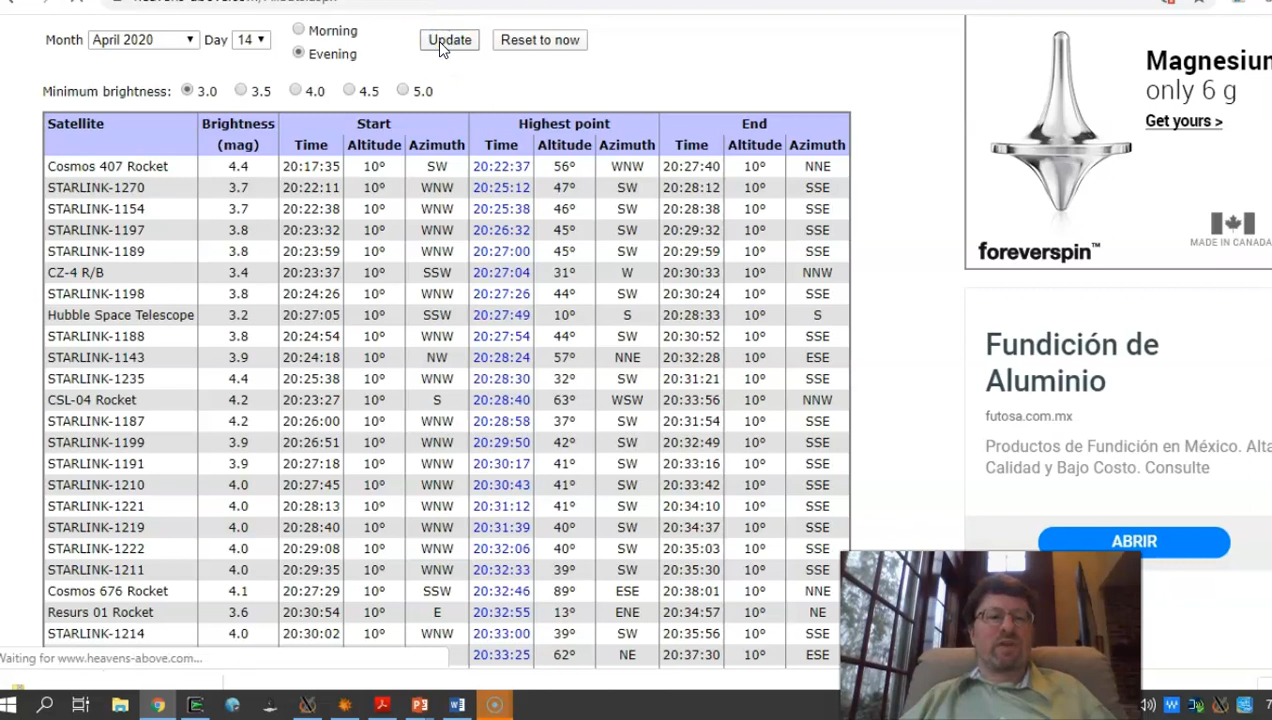 Month April 2020 Day 14 Morning
Evening
Update Reset to now
Minimum brightness: 3.0 3.5 4.0 4.5 5.0
Satellite Brightness Start Highest point End
(mag) Time Altitude Azimuth Time Altitude Azimuth Time Altitude Azimuth
Cosmos 407 Rocket 4.4 20:17:35 10° SW 20:22:37 56° WNW 20:27:40 10° NNE
STARLINK-1270 3.7 20:22:11 10° WNW 20:25:12 47° SW 20:28:12 10° SSE
STARLINK-1154 3.7 20:22:38 10° WNW 20:25:38 46° SW 20:28:38 10° SSE
STARLINK-1197 3.8 20:23:32 10° WNW 20:26:32 45° SW 20:29:32 10° SSE
STARLINK-1189 3.8 20:23:59 10° WNW 20:27:00 45° SW 20:29:59 10° SSE
CZ-4 R/B 3.4 20:23:37 10° SSW 20:27:04 31° W 20:30:33 10° NNW
STARLINK-1198 3.8 20:24:26 10° WNW 20:27:26 44° SW 20:30:24 10° SSE
Hubble Space Telescope 3.2 20:27:05 10° SSW 20:27:49 10° S 20:28:33 10° S
STARLINK-1188 3.8 20:24:54 10° WNW 20:27:54 44° SW 20:30:52 10° SSE
STARLINK-1143 3.9 20:24:18 10° NW 20:28:24 57° NNE 20:32:28 10° ESE
STARLINK-1235 4.4 20:25:38 10° WNW 20:28:30 32° SW 20:31:21 10° SSE
CSL-04 Rocket 4.2 20:23:27 10° S 20:28:40 63° WSW 20:33:56 10° NNW
STARLINK-1187 4.2 20:26:00 10° WNW 20:28:58 37° SW 20:31:54 10° SSE
STARLINK-1199 3.9 20:26:51 10° WNW 20:29:50 42° SW 20:32:49 10° SSE
STARLINK-1191 3.9 20:27:18 10° WNW 20:30:17 41° SW 20:33:16 10° SSE
STARLINK-1210 4.0 20:27:45 10° WNW 20:30:43 41° SW 20:33:42 10° SSE
STARLINK-1221 4.0 20:28:13 10° WNW 20:31:12 41° SW 20:34:10 10° SSE
STARLINK-1219 4.0 20:28:40 10° WNW 20:31:39 40° SW 20:34:37 10° SSE
STARLINK-1222 4.0 20:29:08 10° WNW 20:32:06 40° SW 20:35:03 10° SSE
STARLINK-1211 4.0 20:29:35 10° WNW 20:32:33 39° SW 20:35:30 10° SSE
Cosmos 676 Rocket 4.1 20:27:29 10° SSW 20:32:46 89° ESE 20:38:01 10° NNE
Resurs 01 Rocket 3.6 20:30:54 10° E 20:32:55 13° ENE 20:34:57 10° NE
STARLINK-1214 4.0 20:30:02 10° WNW 20:33:00 39° SW 20:35:56 10° SSE
20:33:25 62° NE 20:37:30 10° ESE
Waiting for www.heavens-above.com...
Magnesium
only 6 g
Get yours >
MADE IN CANADA
foreverspin™
Fundición de
Aluminio
futosa.com.mx
Productos de Fundición en México. Alta
Calidad y Bajo Costo. Consulte
ABRIR